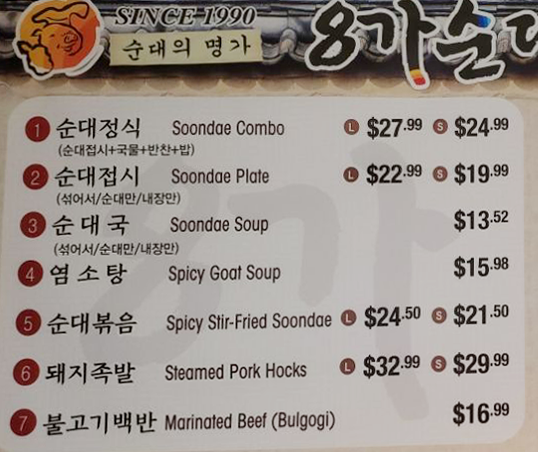 SINCE 1990
순대의 명가
8가순대
1 순대정식 Soondae Combo L $27.99 S $24.99
(순대접시+국물+반찬+밥)
2 순대접시 Soondae Plate L $22.99 S $19.99
(섞어서/순대만/내장만)
3 순대국 Soondae Soup $13.52
(섞어서/순대만/내장만)
4 염소탕 Spicy Goat Soup $15.98
5 순대볶음 Spicy Stir-Fried Soondae L $24.50 S $21.50
6 돼지족발 Steamed Pork Hocks L $32.99 S $29.99
7 불고기백반 Marinated Beef (Bulgogi) $16.99
8가